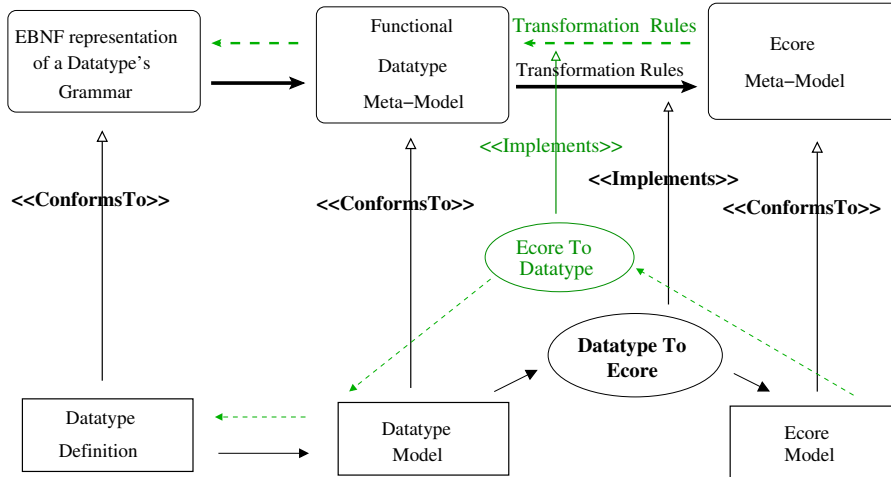 EBNF representation
of a Datatype's
Grammar
Functional
Datatype
Meta−Model
Transformation Rules
Transformation Rules
Ecore
Meta−Model
<<Implements>>
<<Implements>>
<<ConformsTo>>
<<ConformsTo>>
<<ConformsTo>>
Ecore To
Datatype
Datatype To
Ecore
Datatype
Definition
Datatype
Model
Ecore
Model